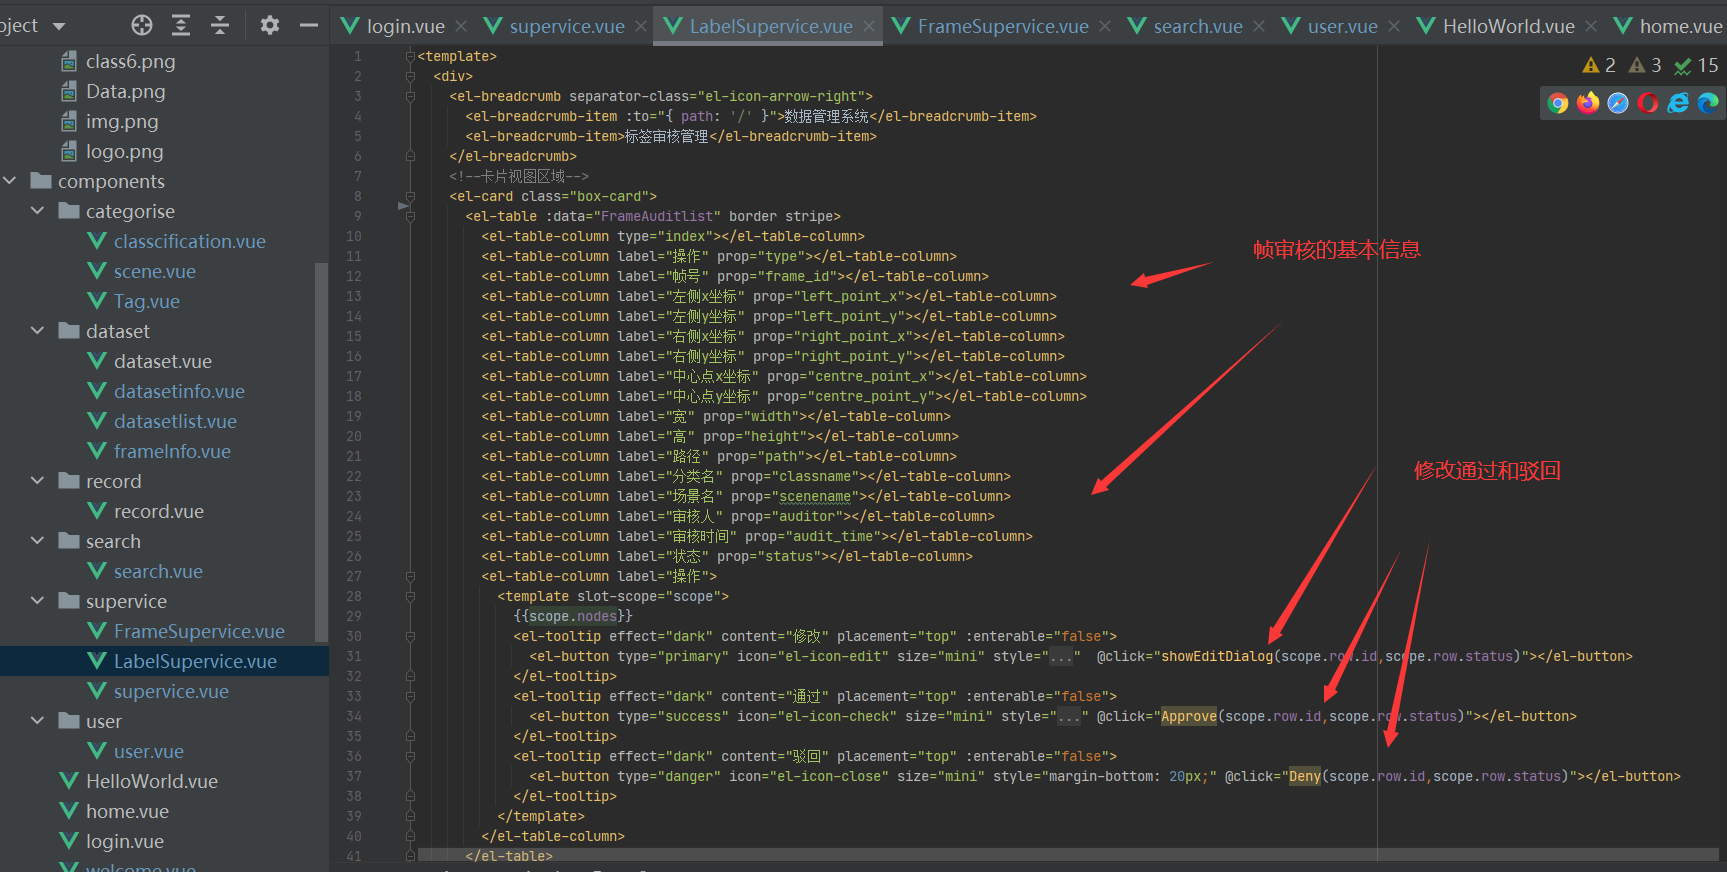 oject
login.vue
supervice.vue
LabelSupervice.vue
FrameSupervice.vue
search.vue
user.vue
HelloWorld.vue
home.vue
class6.png
Data.png
img.png
logo.png
components
categorise
classcification.vue
scene.vue
Tag.vue
dataset
dataset.vue
datasetinfo.vue
datasetlist.vue
frameInfo.vue
record
record.vue
search
search.vue
supervice
FrameSupervice.vue
LabelSupervice.vue
supervice.vue
user
user.vue
HelloWorld.vue
home.vue
login.vue
welcome.vue
2 3 15
1 <template>
2 <div>
3 <el-breadcrumb separator-class="el-icon-arrow-right">
4 <el-breadcrumb-item :to="{ path: '/' }">数据管理系统</el-breadcrumb-item>
5 <el-breadcrumb-item>标签审核管理</el-breadcrumb-item>
6 </el-breadcrumb>
7 <!--卡片视图区域-->
8 <el-card class="box-card">
9 <el-table :data="FrameAuditlist" border stripe>
10 <el-table-column type="index"></el-table-column>
11 <el-table-column label="操作" prop="type"></el-table-column>
12 <el-table-column label="帧号" prop="frame_id"></el-table-column>
13 <el-table-column label="左侧x坐标" prop="left_point_x"></el-table-column>
14 <el-table-column label="左侧y坐标" prop="left_point_y"></el-table-column>
15 <el-table-column label="右侧x坐标" prop="right_point_x"></el-table-column>
16 <el-table-column label="右侧y坐标" prop="right_point_y"></el-table-column>
17 <el-table-column label="中心点x坐标" prop="centre_point_x"></el-table-column>
18 <el-table-column label="中心点y坐标" prop="centre_point_y"></el-table-column>
19 <el-table-column label="宽" prop="width"></el-table-column>
20 <el-table-column label="高" prop="height"></el-table-column>
21 <el-table-column label="路径" prop="path"></el-table-column>
22 <el-table-column label="分类名" prop="classname"></el-table-column>
23 <el-table-column label="场景名" prop="scenename"></el-table-column>
24 <el-table-column label="审核人" prop="auditor"></el-table-column>
25 <el-table-column label="审核时间" prop="audit_time"></el-table-column>
26 <el-table-column label="状态" prop="status"></el-table-column>
27 <el-table-column label="操作">
28 <template slot-scope="scope">
29 {{scope.nodes}}
30 <el-tooltip effect="dark" content="修改" placement="top" :enterable="false">
31 <el-button type="primary" icon="el-icon-edit" size="mini" style="..." @click="showEditDialog(scope.row.id,scope.row.status)"></el-button>
32 </el-tooltip>
33 <el-tooltip effect="dark" content="通过" placement="top" :enterable="false">
34 <el-button type="success" icon="el-icon-check" size="mini" style="..." @click="Approve(scope.row.id,scope.row.status)"></el-button>
35 </el-tooltip>
36 <el-tooltip effect="dark" content="驳回" placement="top" :enterable="false">
37 <el-button type="danger" icon="el-icon-close" size="mini" style="margin-bottom: 20px;" @click="Deny(scope.row.id,scope.row.status)"></el-button>
38 </el-tooltip>
39 </template>
40 </el-table-column>
41 </el-table>
帧审核的基本信息
修改通过和驳回